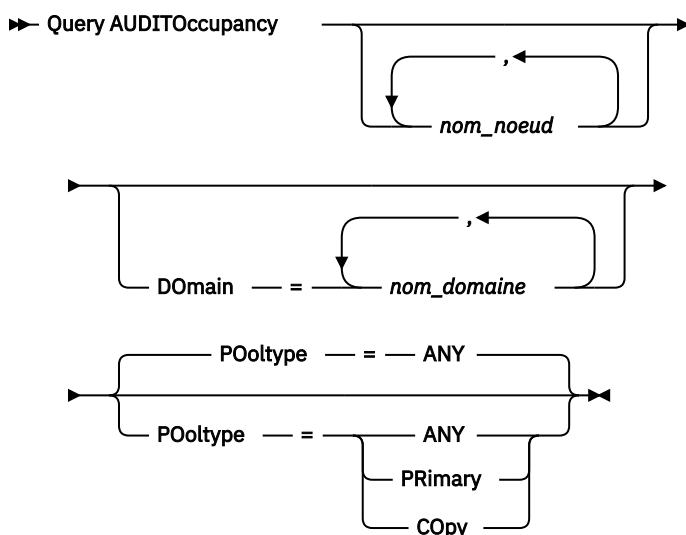 Query AUDITOccupancy
,
nom_noeud
,
DOmain = nom_domaine
POoltype = ANY
POoltype = ANY
PRimary
COpy